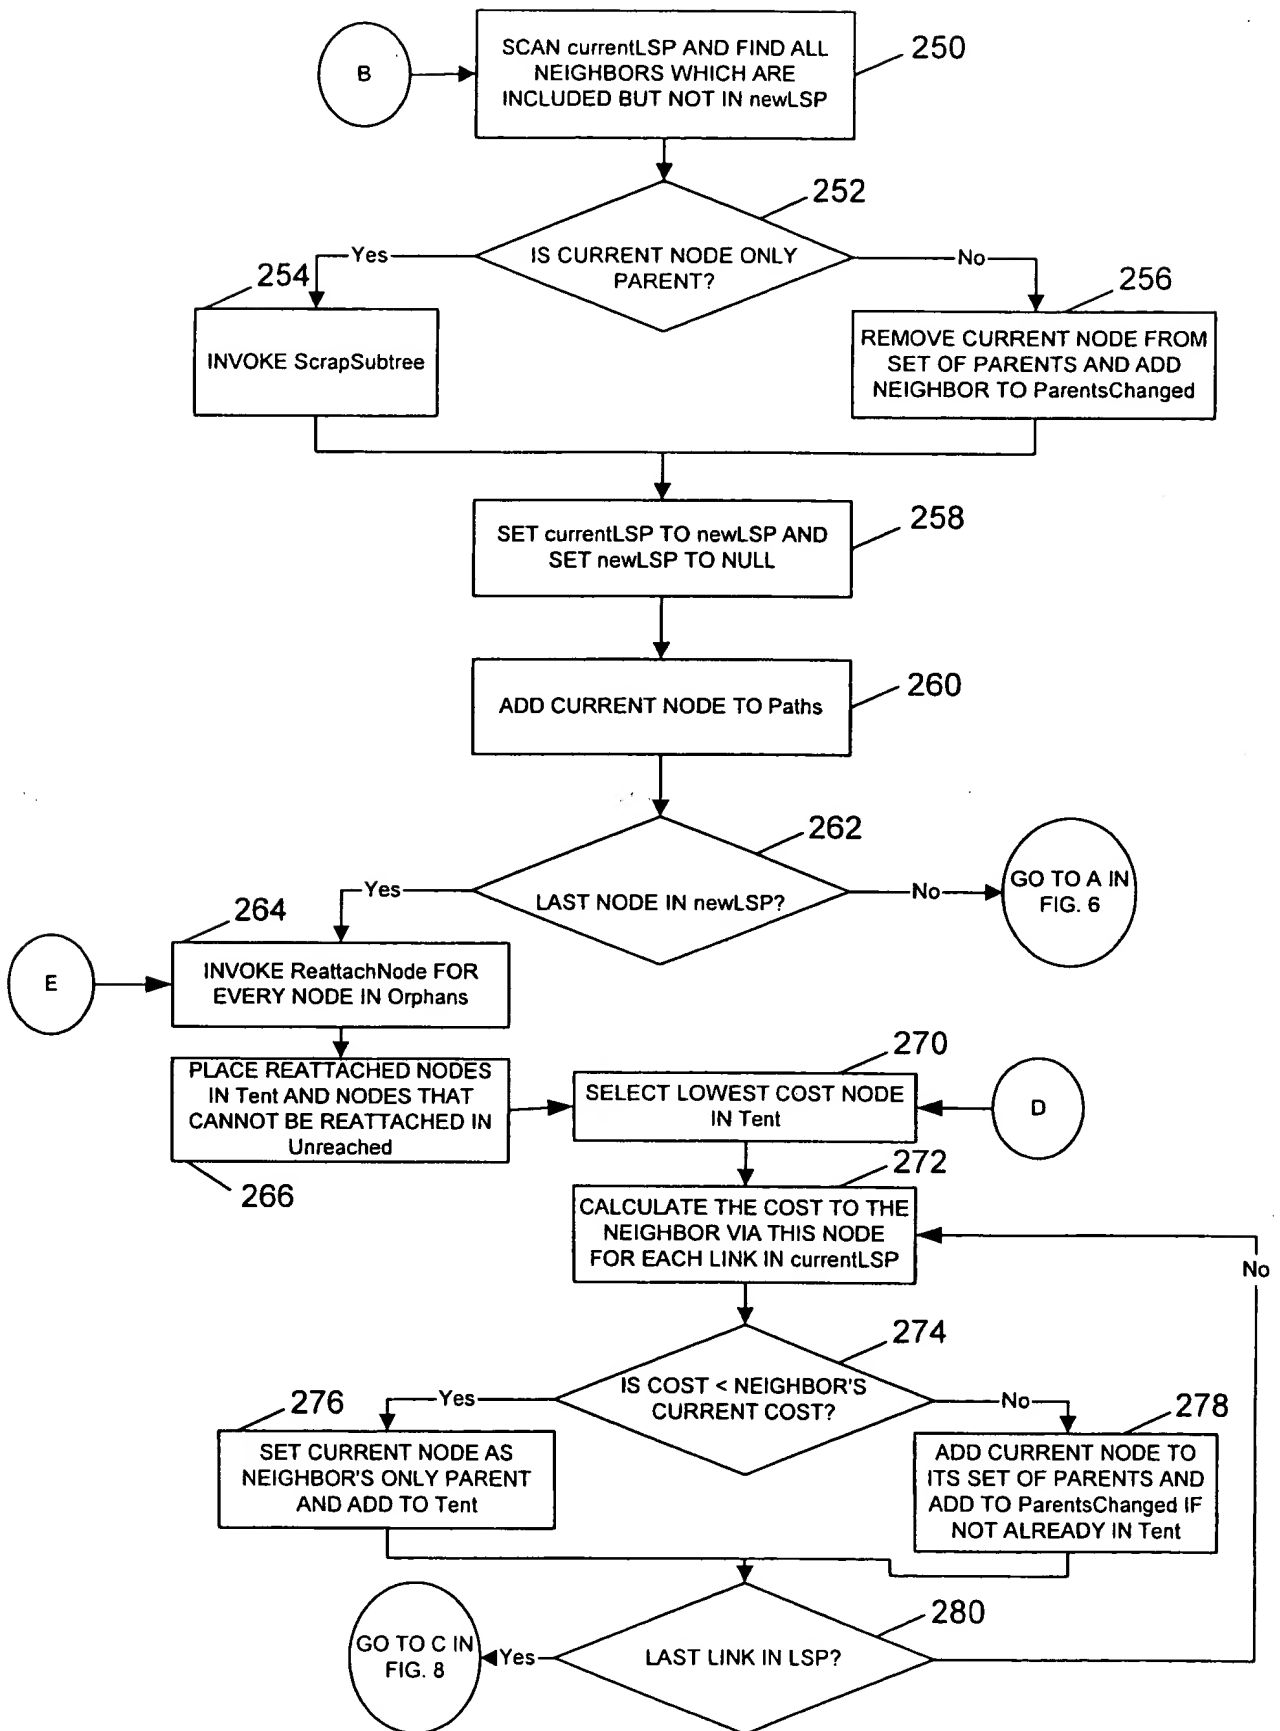 B
SCAN currentLSP AND FIND ALL
NEIGHBORS WHICH ARE
INCLUDED BUT NOT IN newLSP
250
252
IS CURRENT NODE ONLY
PARENT?
Yes
No
254
INVOKE ScrapSubtree
256
REMOVE CURRENT NODE FROM
SET OF PARENTS AND ADD
NEIGHBOR TO ParentsChanged
SET currentLSP TO newLSP AND
SET newLSP TO NULL
258
ADD CURRENT NODE TO Paths
260
262
LAST NODE IN newLSP?
Yes
No
GO TO A IN
FIG. 6
264
E
INVOKE ReattachNode FOR
EVERY NODE IN Orphans
PLACE REATTACHED NODES
IN Tent AND NODES THAT
CANNOT BE REATTACHED IN
Unreached
266
270
SELECT LOWEST COST NODE
IN Tent
D
272
CALCULATE THE COST TO THE
NEIGHBOR VIA THIS NODE
FOR EACH LINK IN currentLSP
No
274
IS COST < NEIGHBOR'S
CURRENT COST?
Yes
No
276
SET CURRENT NODE AS
NEIGHBOR'S ONLY PARENT
AND ADD TO Tent
278
ADD CURRENT NODE TO
ITS SET OF PARENTS AND
ADD TO ParentsChanged IF
NOT ALREADY IN Tent
280
LAST LINK IN LSP?
Yes
GO TO C IN
FIG. 8